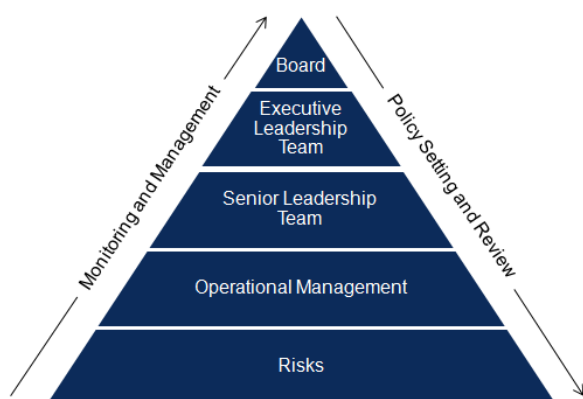 Board
Executive
Leadership
Team
Senior Leadership
Team
Operational Management
Risks
Monitoring and Management
Policy Setting and Review